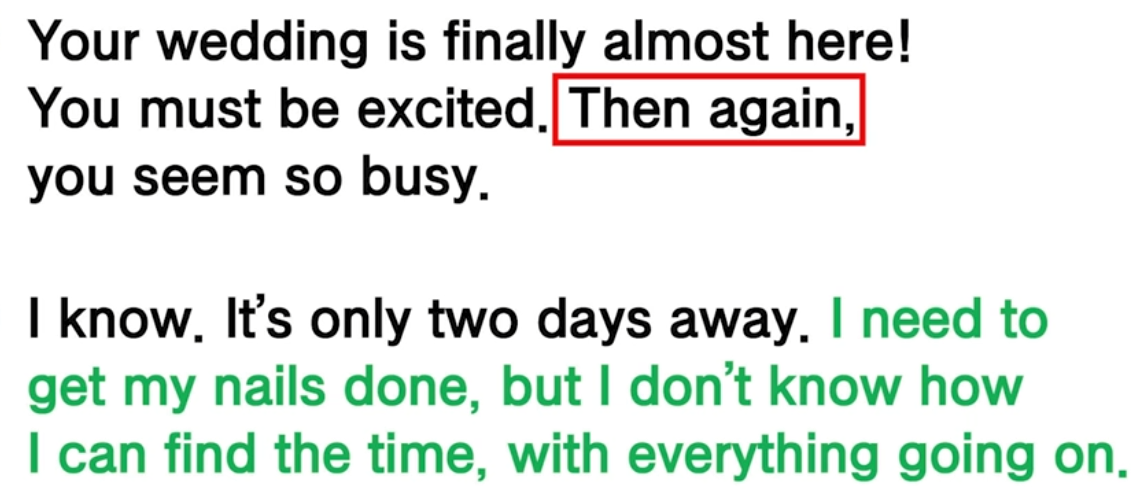 Your wedding is finally almost here!
You must be excited. Then again,
you seem so busy.
I know. It’s only two days away. I need to
get my nails done, but I don’t know how
I can find the time, with everything going on.